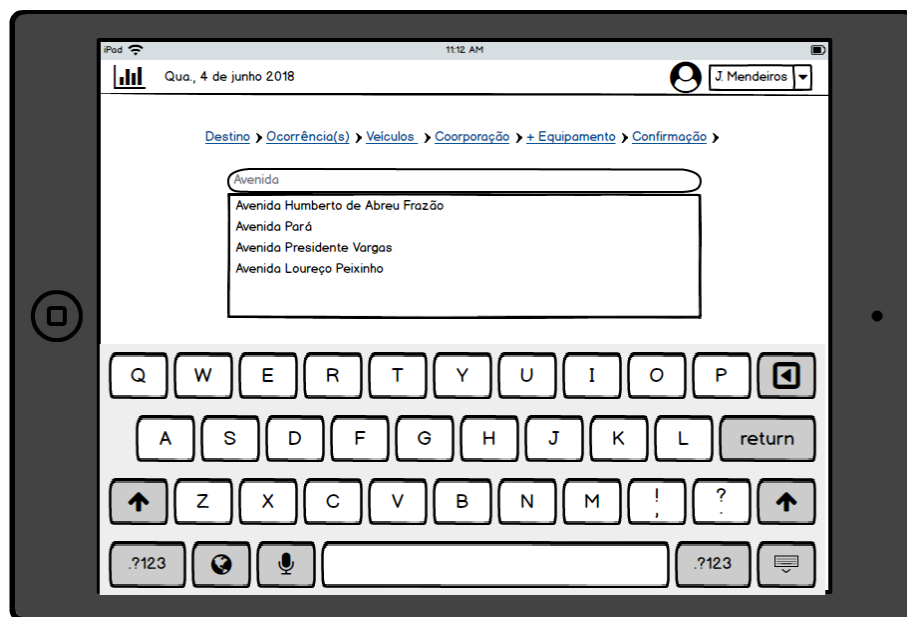 iPad 11:12 AM
Qua., 4 de junho 2018 J. Mendeiros
Destino > Ocorrência(s) > Veículos > Coorporação > + Equipamento > Confirmação >
Avenida
Avenida Humberto de Abreu Frazão
Avenida Pará
Avenida Presidente Vargas
Avenida Loureço Peixinho
Q W E R T Y U I O P
A S D F G H J K L return
Z X C V B N M ! , ? .
.?123 .?123